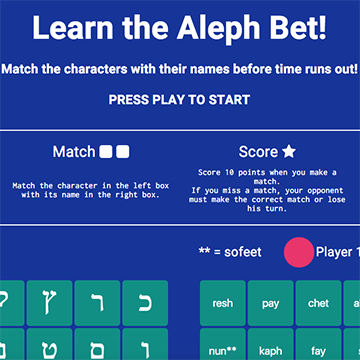 Learn the Aleph Bet!
Match the characters with their names before time runs out!
PRESS PLAY TO START
Match
Match the character in the left box
with its name in the right box.
Score
Score 10 points when you make a
match.
If you miss a match, your opponent
must make the correct match or lose
his turn.
** = sofeet
Player 1
ץ ר כ
ם ט ו
resh pay chet
nun** kaph fay